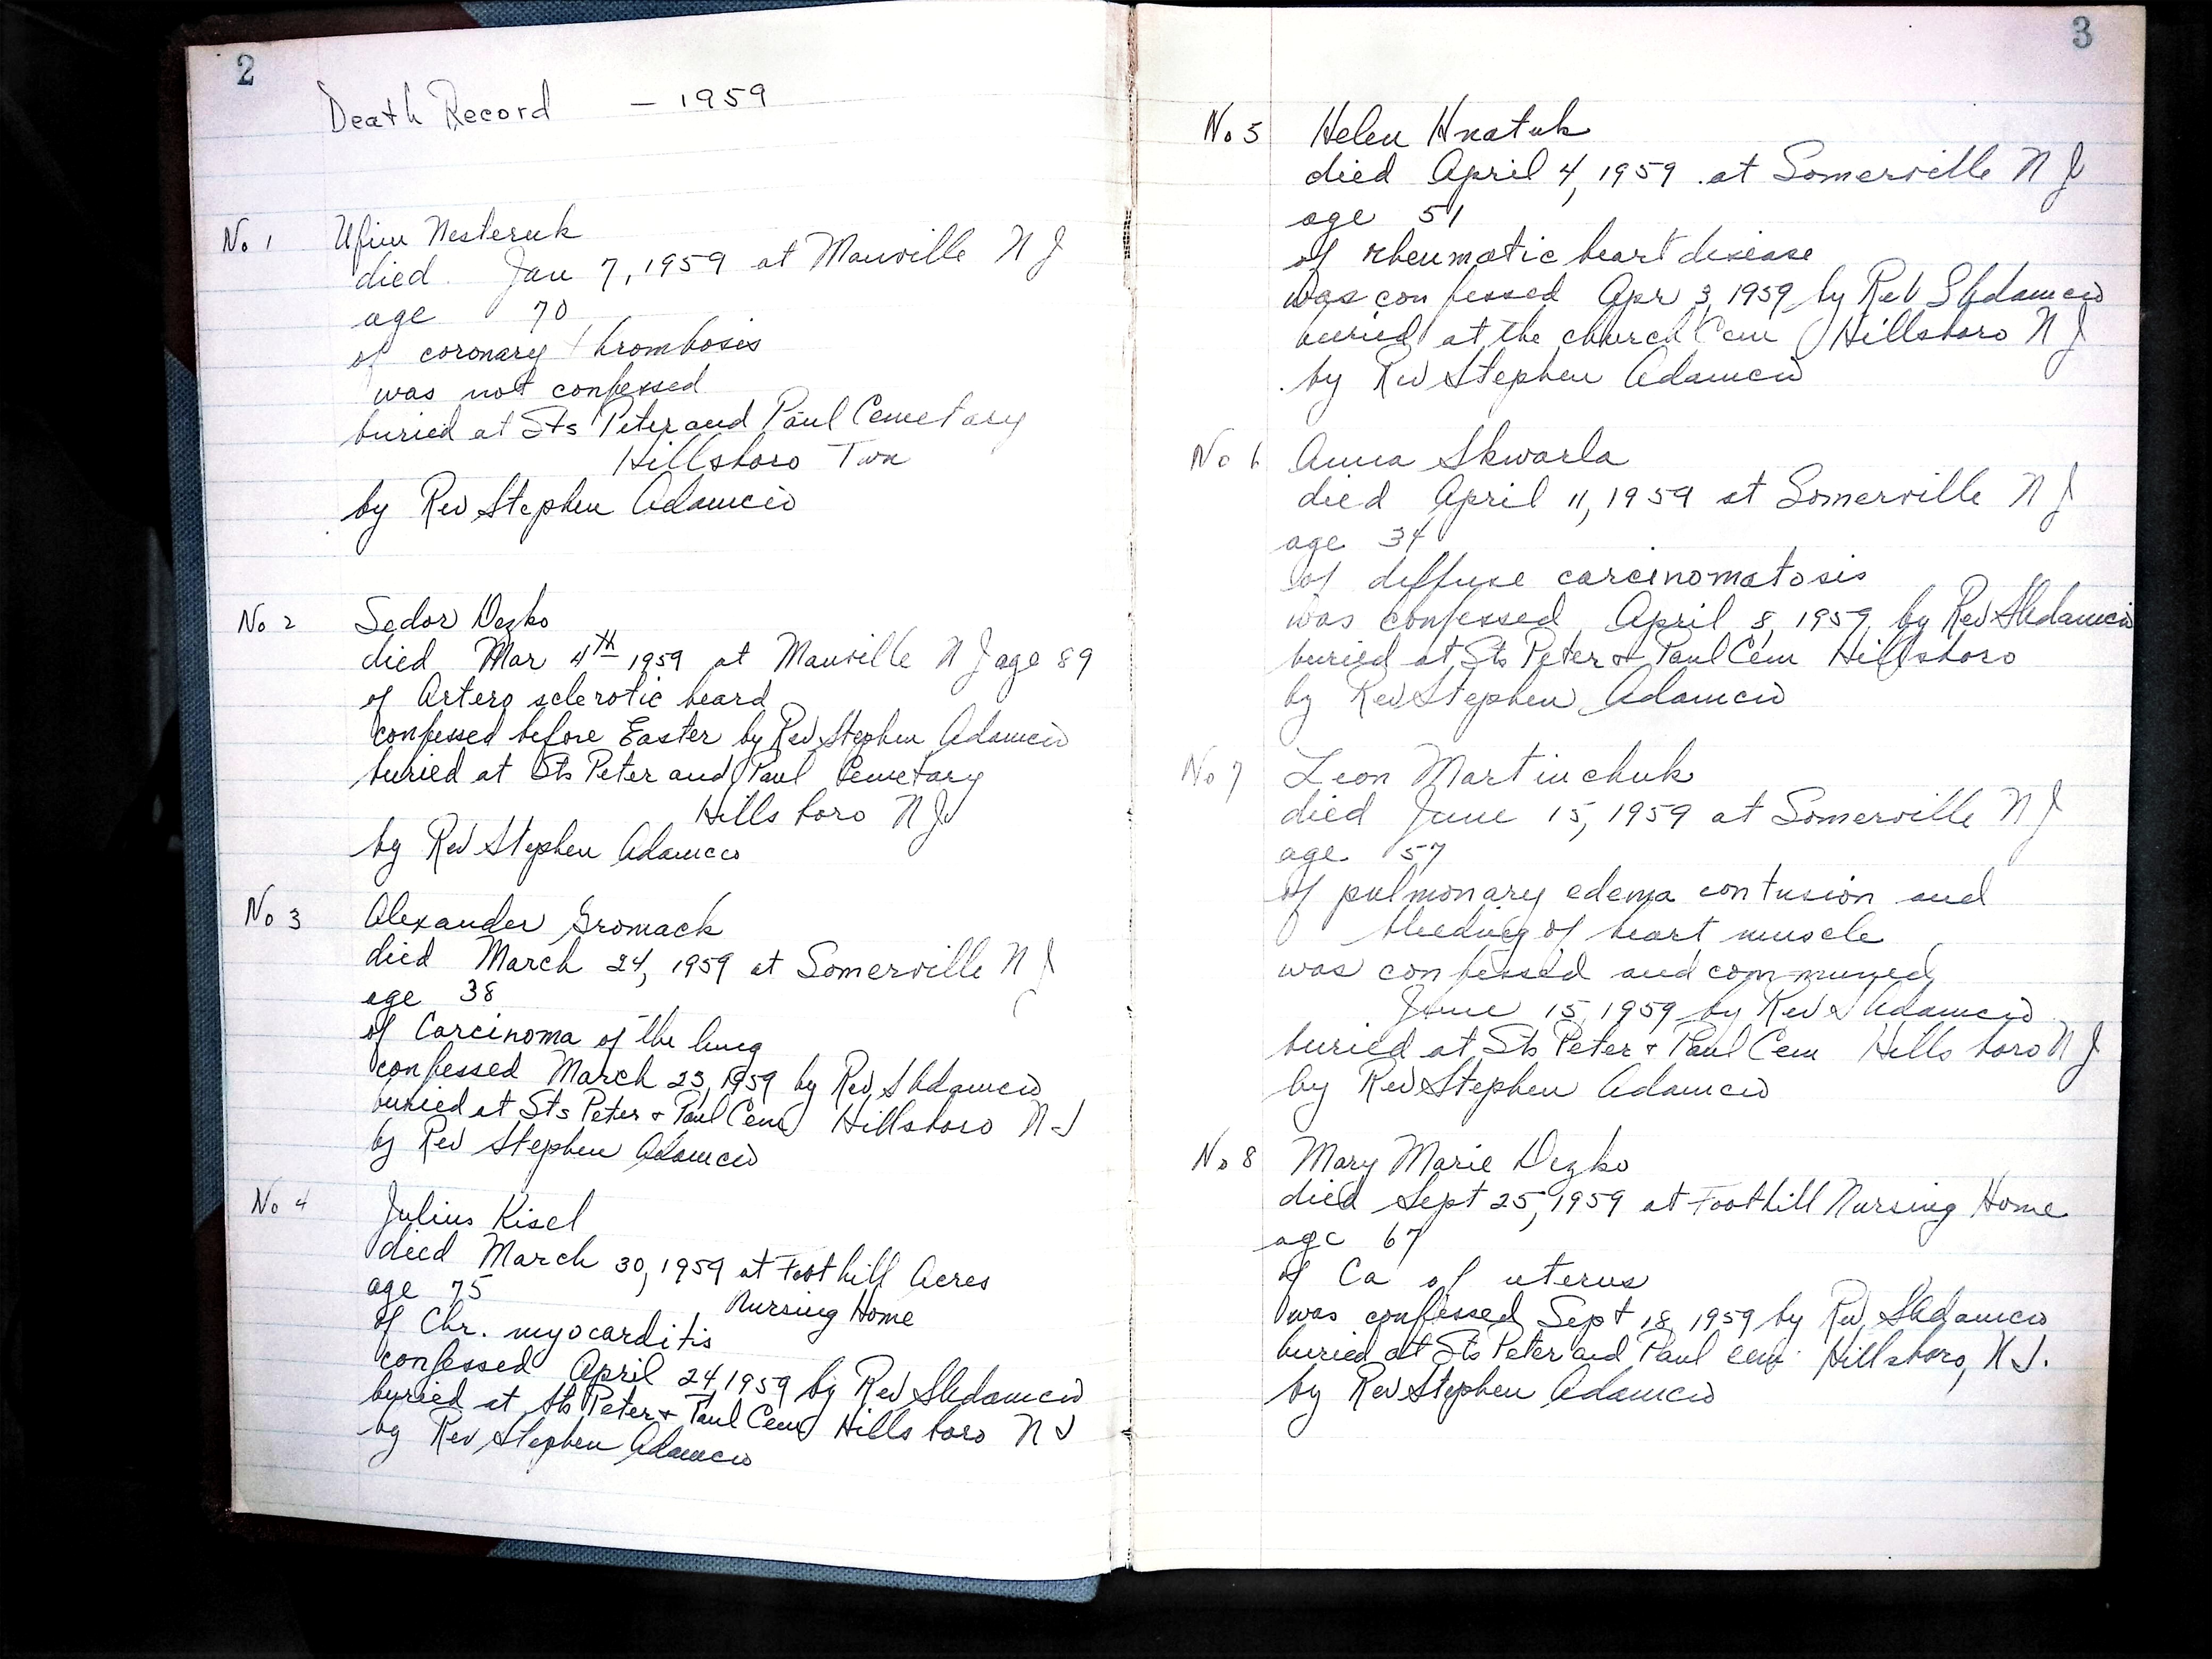 2
Death Record — 1959
No 1 Ufim Nesteruk
died. Jan 7, 1959 at Manville N J
age 70
of coronary thrombosis
was not confessed
buried at Sts Peter and Paul Cemetary
Hillsboro Twn
by Rev Stephen Adamcio
No 2 Sedor Dezko
died Mar 4th 1959 at Manville N J age 89
of Artero sclerotic heard
confessed before Easter by Rev Stephen Adamcio
buried at Sts Peter and Paul Cemetary
Hillsboro N J
by Rev Stephen Adamcio
No 3 Alexander Gromack
died March 24, 1959 at Somerville N J
age 38
of Carcinoma of the lung
confessed March 23, 1959 by Rev SAdamcio
buried at Sts Peter + Paul Cem Hillsboro N J
by Rev Stephen Adamcio
No 4 Julius Kisel
died March 30, 1959 at Foothill Acres
Nursing Home
age 75
of Chr. myocarditis
confessed April 24, 1959 by Rev SAdamcio
buried at Sts Peter + Paul Cem Hillsboro N J
by Rev Stephen Adamcio
3
No 5 Helen Hnatuk
died April 4, 1959 at Somerville N J
age 51
of rheumatic heart disease
was confessed Apr 3, 1959 by Rev SAdamcio
buried at the church Cem Hillsboro N J
by Rev Stephen Adamcio
No 6 Anna Skwarla
died April 11, 1959 at Somerville N J
age 34
of diffuse carcinomatosis
was confessed April 8, 1959 by Rev SAdamcio
buried at Sts Peter + Paul Cem Hillsboro
by Rev Stephen Adamcio
No 7 Leon Martinchuk
died June 15, 1959 at Somerville N J
age 57
of pulmonary edema contusion and
bleeding of heart muscle
was confessed and communed
June 15, 1959 by Rev SAdamcio
buried at Sts Peter + Paul Cem Hillsboro N J
by Rev Stephen Adamcio
No 8 Mary Marie Dezko
died Sept 25, 1959 at Foothill Nursing Home
age 67
of Ca of uterus
was confessed Sept 18, 1959 by Rev SAdamcio
buried at Sts Peter and Paul cem. Hillsboro, N J.
by Rev Stephen Adamcio